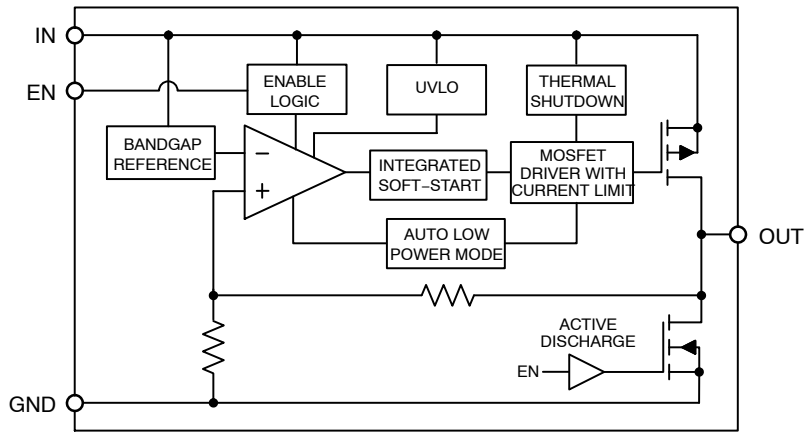 IN
EN
ENABLE
LOGIC
UVLO
THERMAL
SHUTDOWN
BANDGAP
REFERENCE
−
+
INTEGRATED
SOFT−START
MOSFET
DRIVER WITH
CURRENT LIMIT
AUTO LOW
POWER MODE
OUT
ACTIVE
DISCHARGE
EN
GND